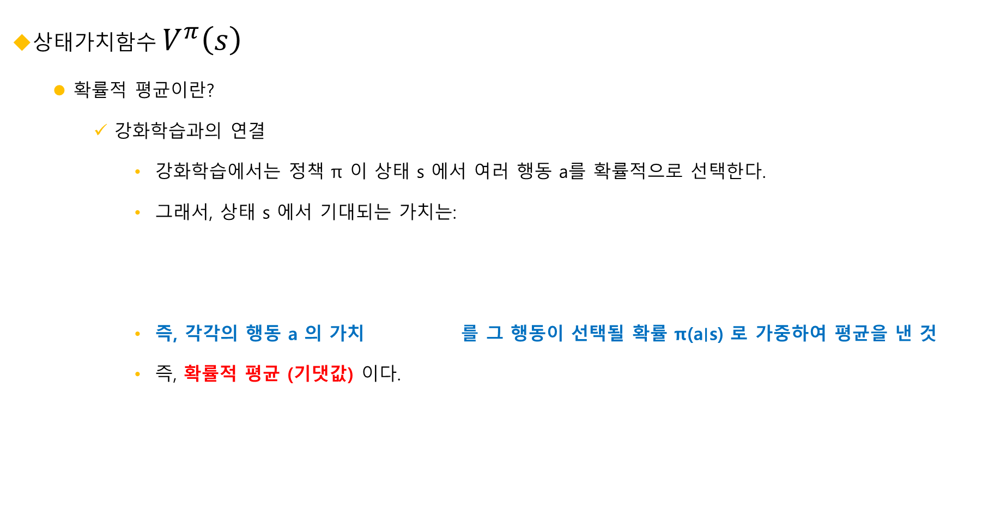 ◆상태가치함수 V^π(s)
● 확률적 평균이란?
✓ 강화학습과의 연결
• 강화학습에서는 정책 π 이 상태 s 에서 여러 행동 a를 확률적으로 선택한다.
• 그래서, 상태 s 에서 기대되는 가치는:
• 즉, 각각의 행동 a 의 가치 를 그 행동이 선택될 확률 π(a|s) 로 가중하여 평균을 낸 것
• 즉, 확률적 평균 (기댓값) 이다.